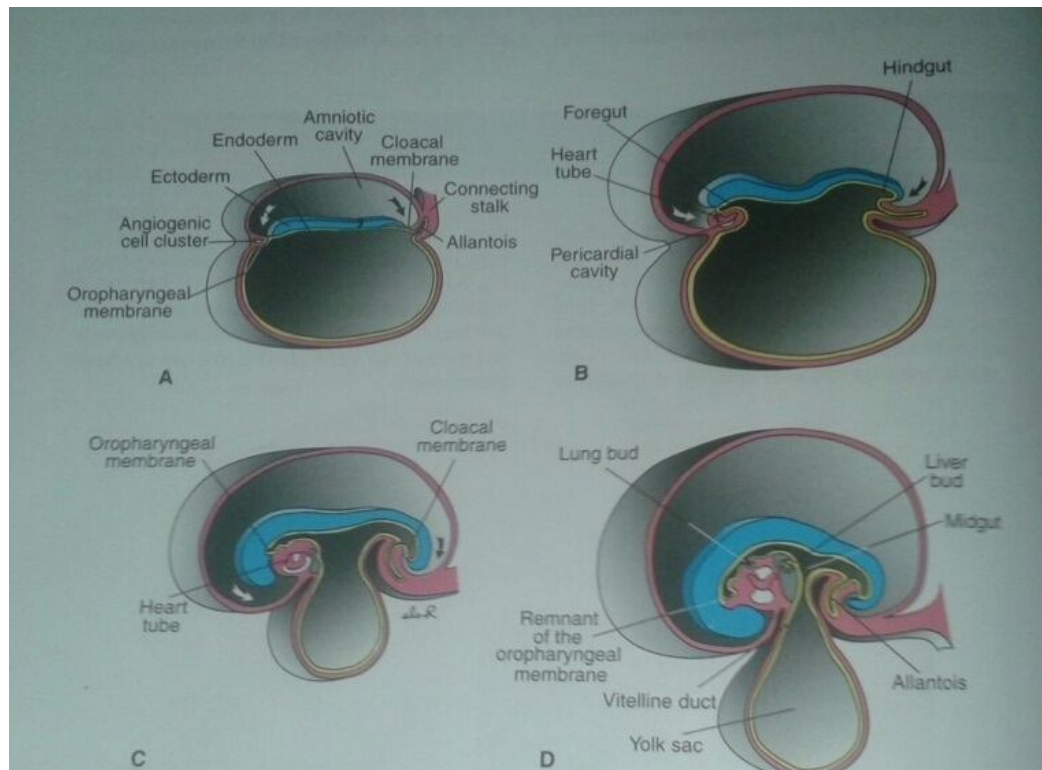 Amniotic
cavity
Endoderm
Cloacal
membrane
Ectoderm
Connecting
stalk
Angiogenic
cell cluster
Allantois
Oropharyngeal
membrane
A
Hindgut
Foregut
Heart
tube
Pericardial
cavity
B
Oropharyngeal
membrane
Cloacal
membrane
Heart
tube
C
Lung bud
Liver
bud
Midgut
Remnant
of the
oropharyngeal
membrane
Vitelline duct
Allantois
Yolk sac
D